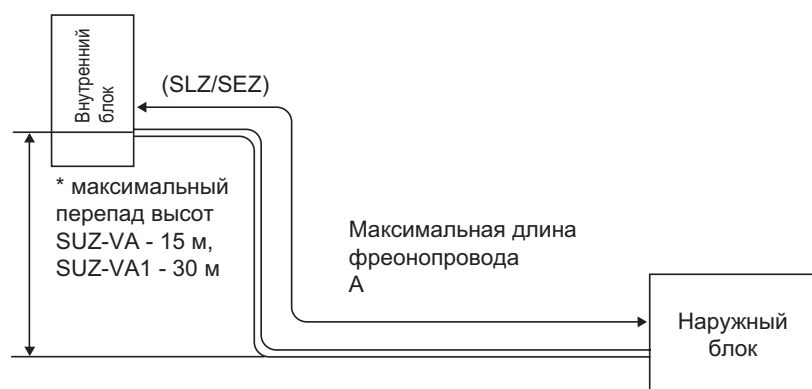 Внутренний
блок
(SLZ/SEZ)
* максимальный
перепад высот
SUZ-VA - 15 м,
SUZ-VA1 - 30 м
Максимальная длина
фреонопровода
A
Наружный
блок